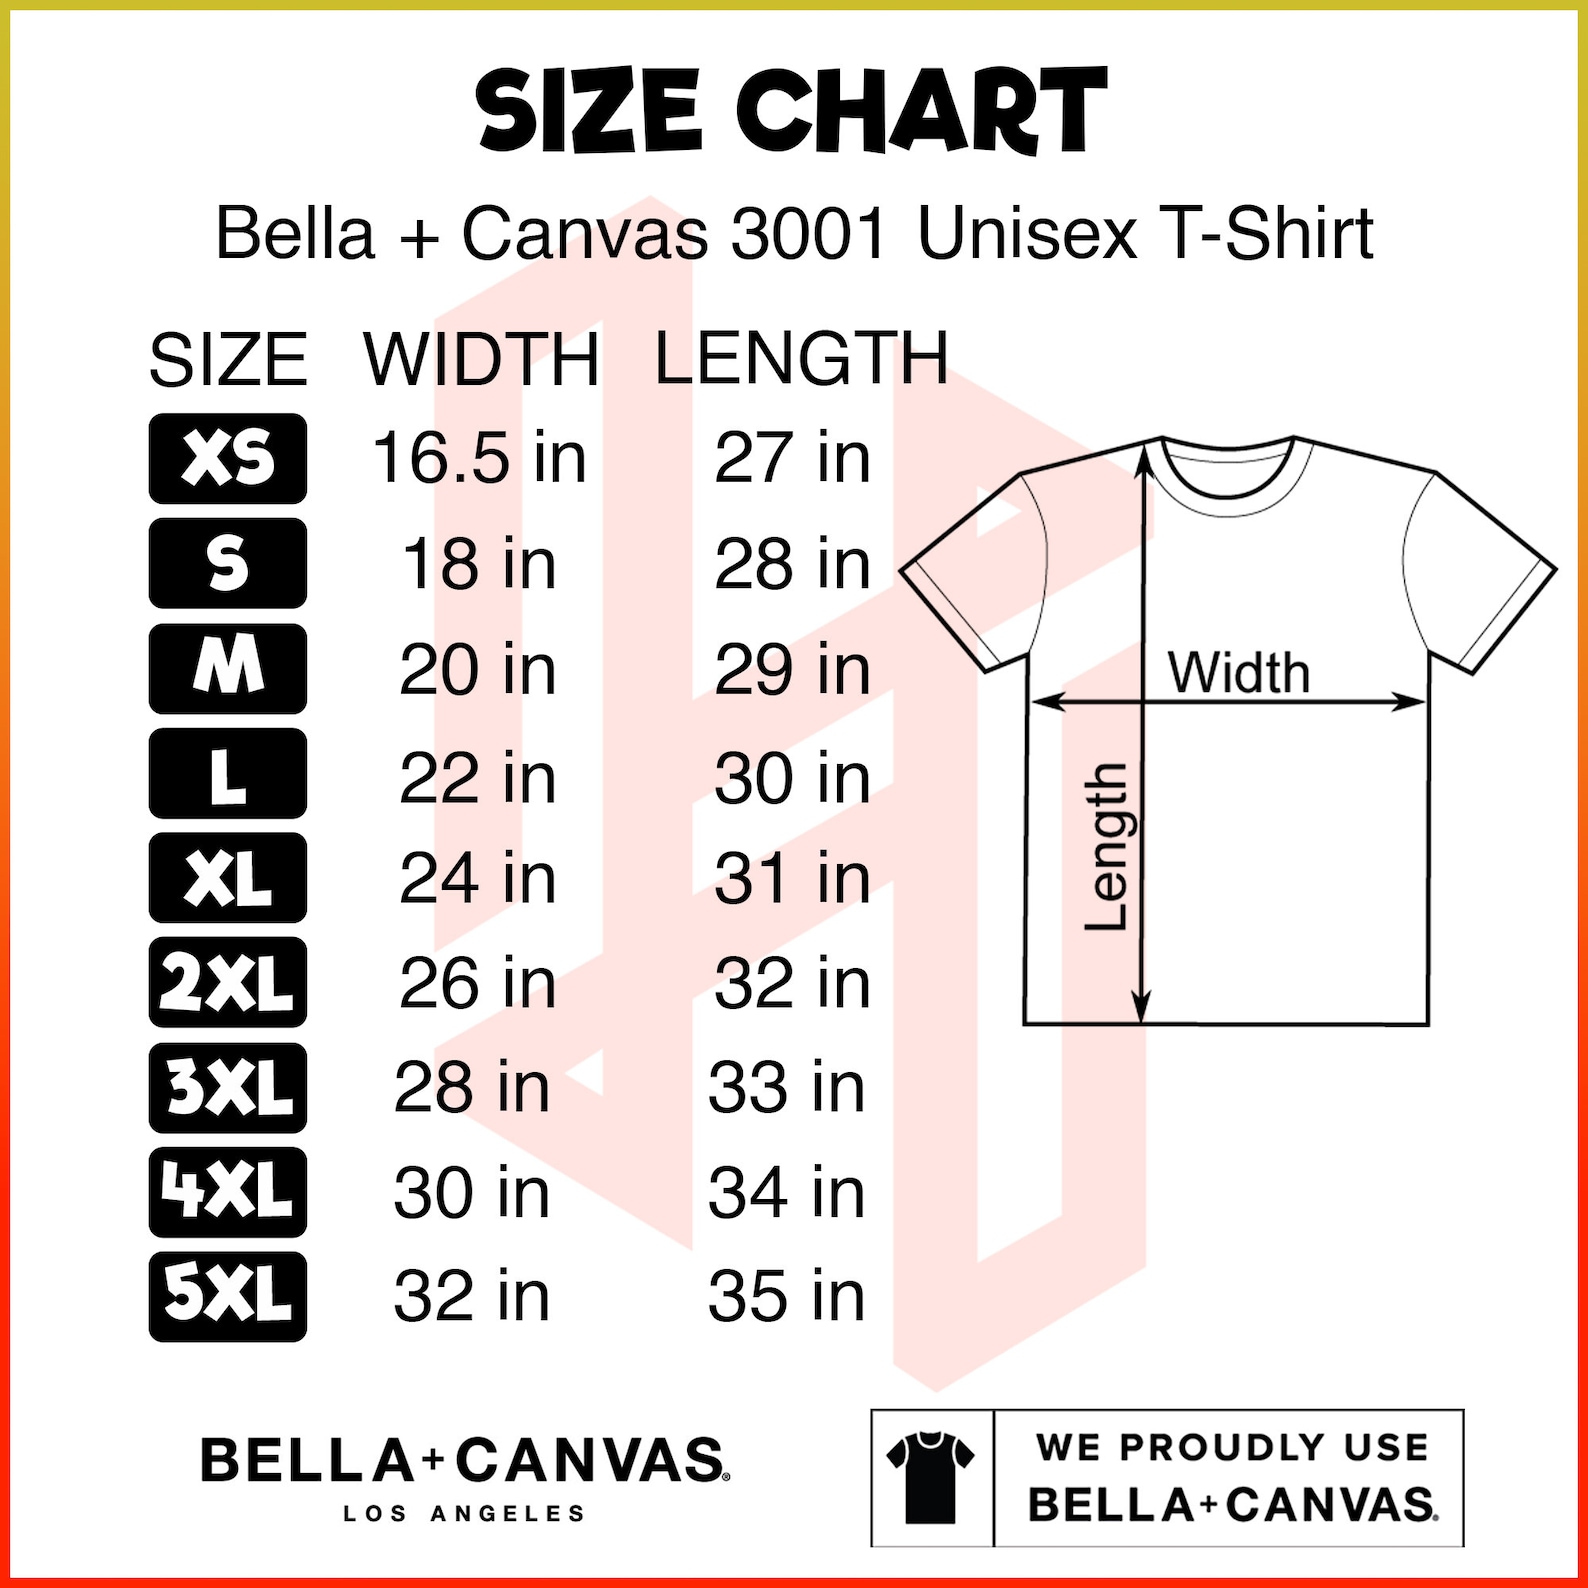 SIZE CHART
Bella + Canvas 3001 Unisex T-Shirt
SIZE WIDTH LENGTH
XS 16.5 in 27 in
S 18 in 28 in
M 20 in 29 in
L 22 in 30 in
XL 24 in 31 in
2XL 26 in 32 in
3XL 28 in 33 in
4XL 30 in 34 in
5XL 32 in 35 in
Width
Length
BELLA+CANVAS®
LOS ANGELES
WE PROUDLY USE
BELLA+CANVAS®